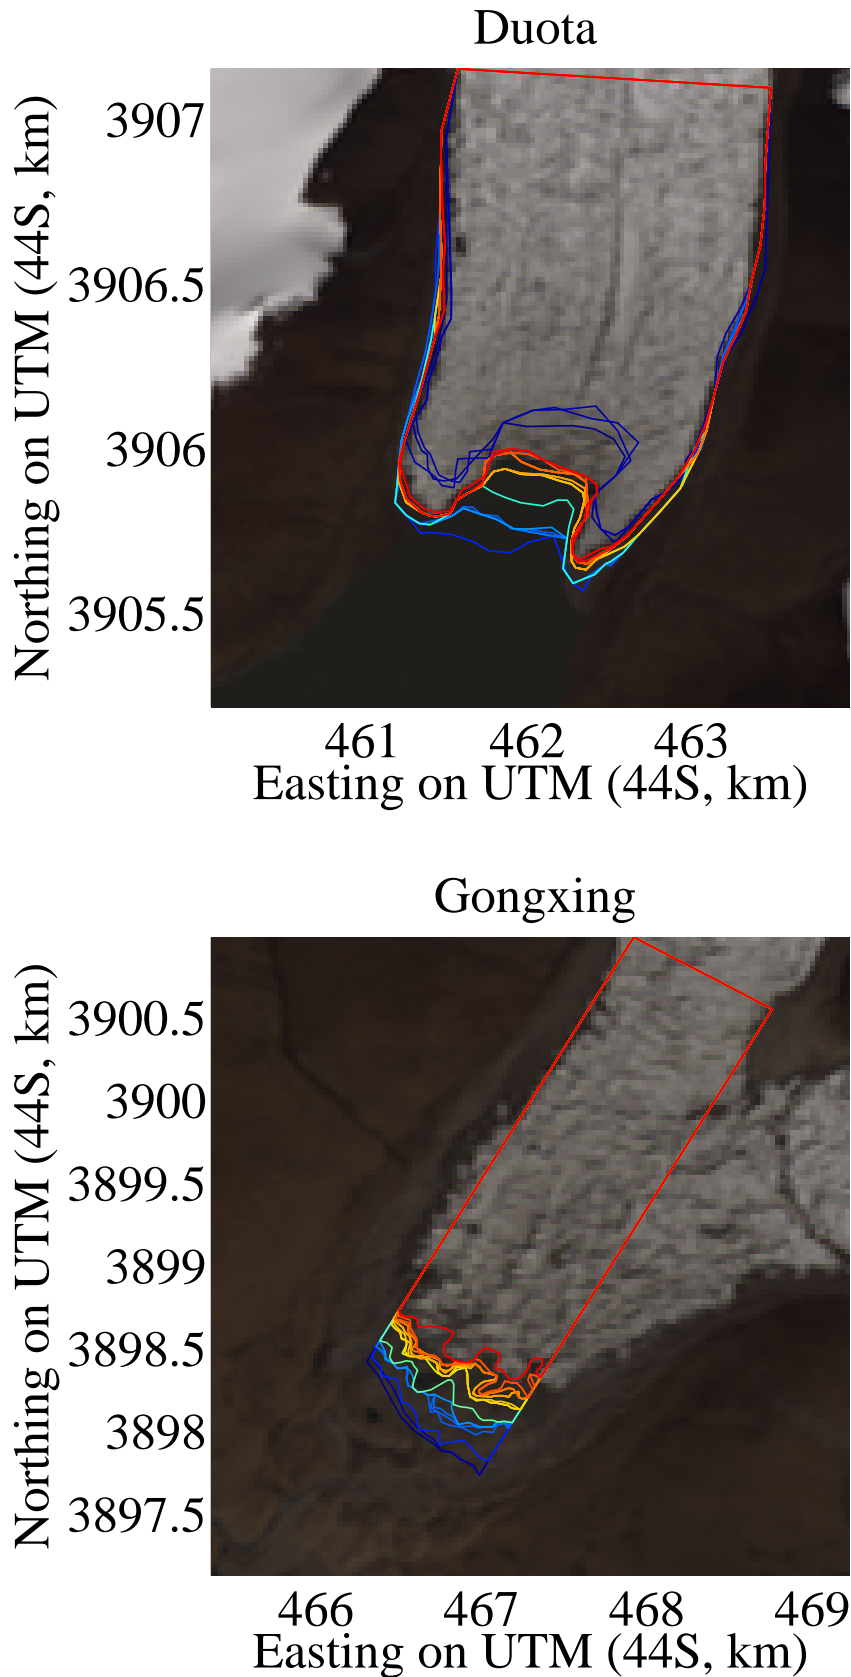 Duota
Northing on UTM (44S, km)
3907
3906.5
3906
3905.5
461 462 463
Easting on UTM (44S, km)
Gongxing
Northing on UTM (44S, km)
3900.5
3900
3899.5
3899
3898.5
3898
3897.5
466 467 468 469
Easting on UTM (44S, km)